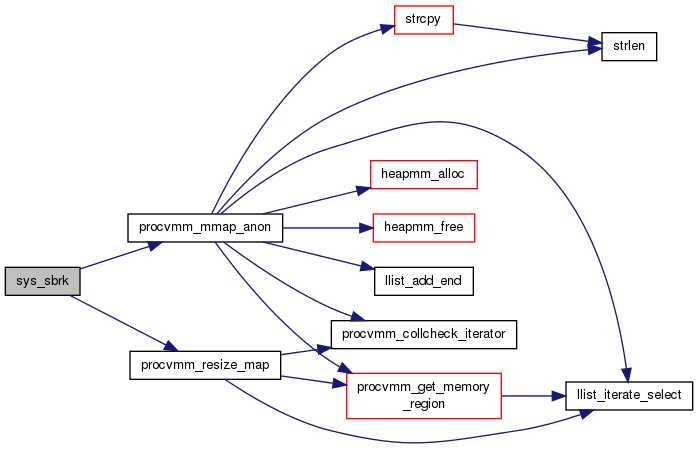 strcpy
strlen
heapmm_alloc
procvmm_mmap_anon
heapmm_free
sys_sbrk
llist_add_end
procvmm_collcheck_iterator
procvmm_resize_map
procvmm_get_memory
_region
llist_iterate_select